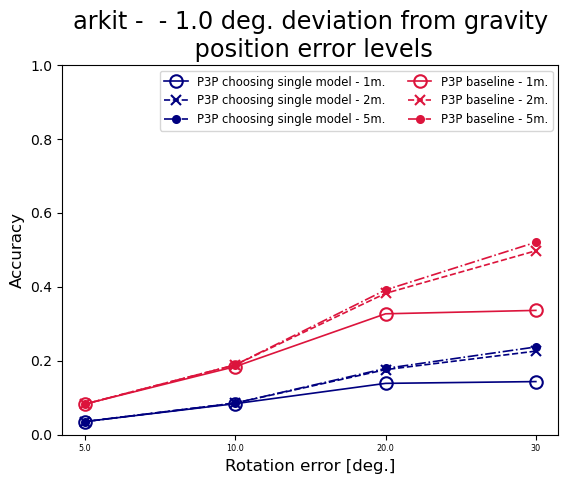 arkit -  - 1.0 deg. deviation from gravity
position error levels
P3P choosing single model - 1m.
P3P choosing single model - 2m.
P3P choosing single model - 5m.
P3P baseline - 1m.
P3P baseline - 2m.
P3P baseline - 5m.
Accuracy
1.0
0.8
0.6
0.4
0.2
0.0
5.0 10.0 20.0 30
Rotation error [deg.]